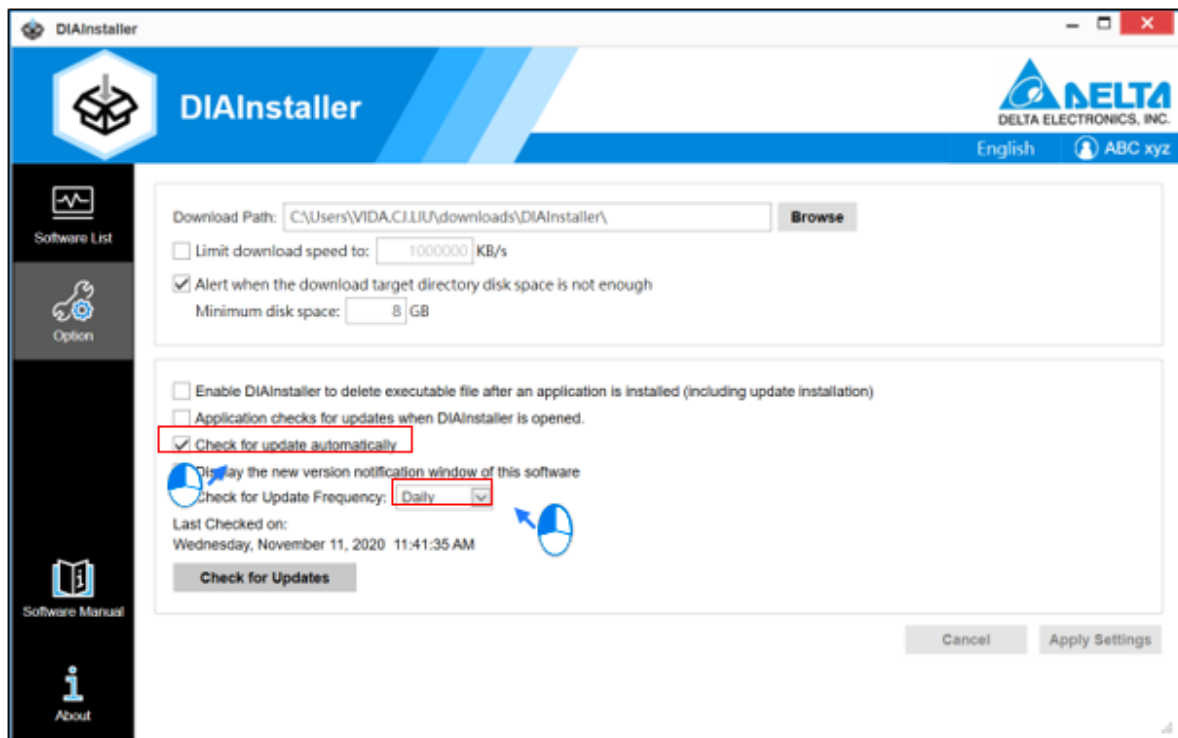 DIAInstaller
DIAInstaller
DELTA
DELTA ELECTRONICS, INC.
English ABC xyz
Software List
Option
Software Manual
About
Download Path: C:\Users\VIDA.CJ.LIU\downloads\DIAInstaller\ Browse
Limit download speed to: 1000000 KB/s
Alert when the download target directory disk space is not enough
Minimum disk space: 8 GB
Enable DIAInstaller to delete executable file after an application is installed (including update installation)
Application checks for updates when DIAInstaller is opened.
Check for update automatically
Display the new version notification window of this software
Check for Update Frequency: Daily
Last Checked on:
Wednesday, November 11, 2020 11:41:35 AM
Check for Updates
Cancel Apply Settings